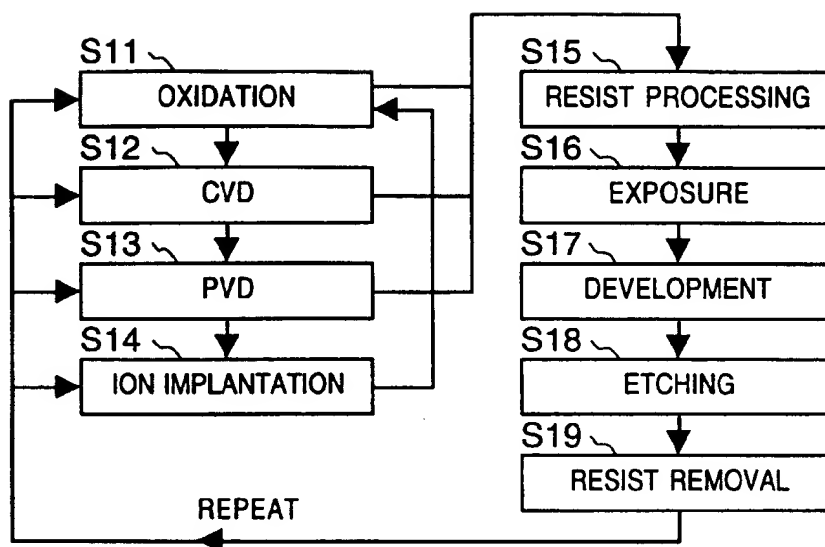 S11
OXIDATION
S12
CVD
S13
PVD
S14
ION IMPLANTATION
S15
RESIST PROCESSING
S16
EXPOSURE
S17
DEVELOPMENT
S18
ETCHING
S19
RESIST REMOVAL
REPEAT